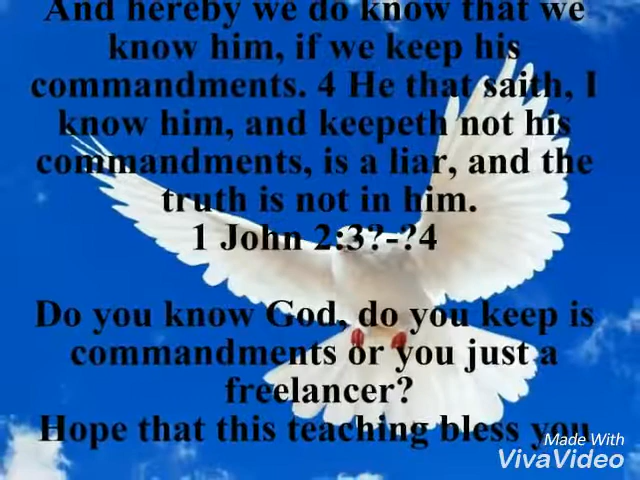 And hereby we do know that we
know him, if we keep his
commandments. 4 He that saith, I
know him, and keepeth not his
commandments, is a liar, and the
truth is not in him.
1 John 2:3?-?4
Do you know God, do you keep is
commandments or you just a
freelancer?
Hope that this teaching bless you
Made With
VivaVideo